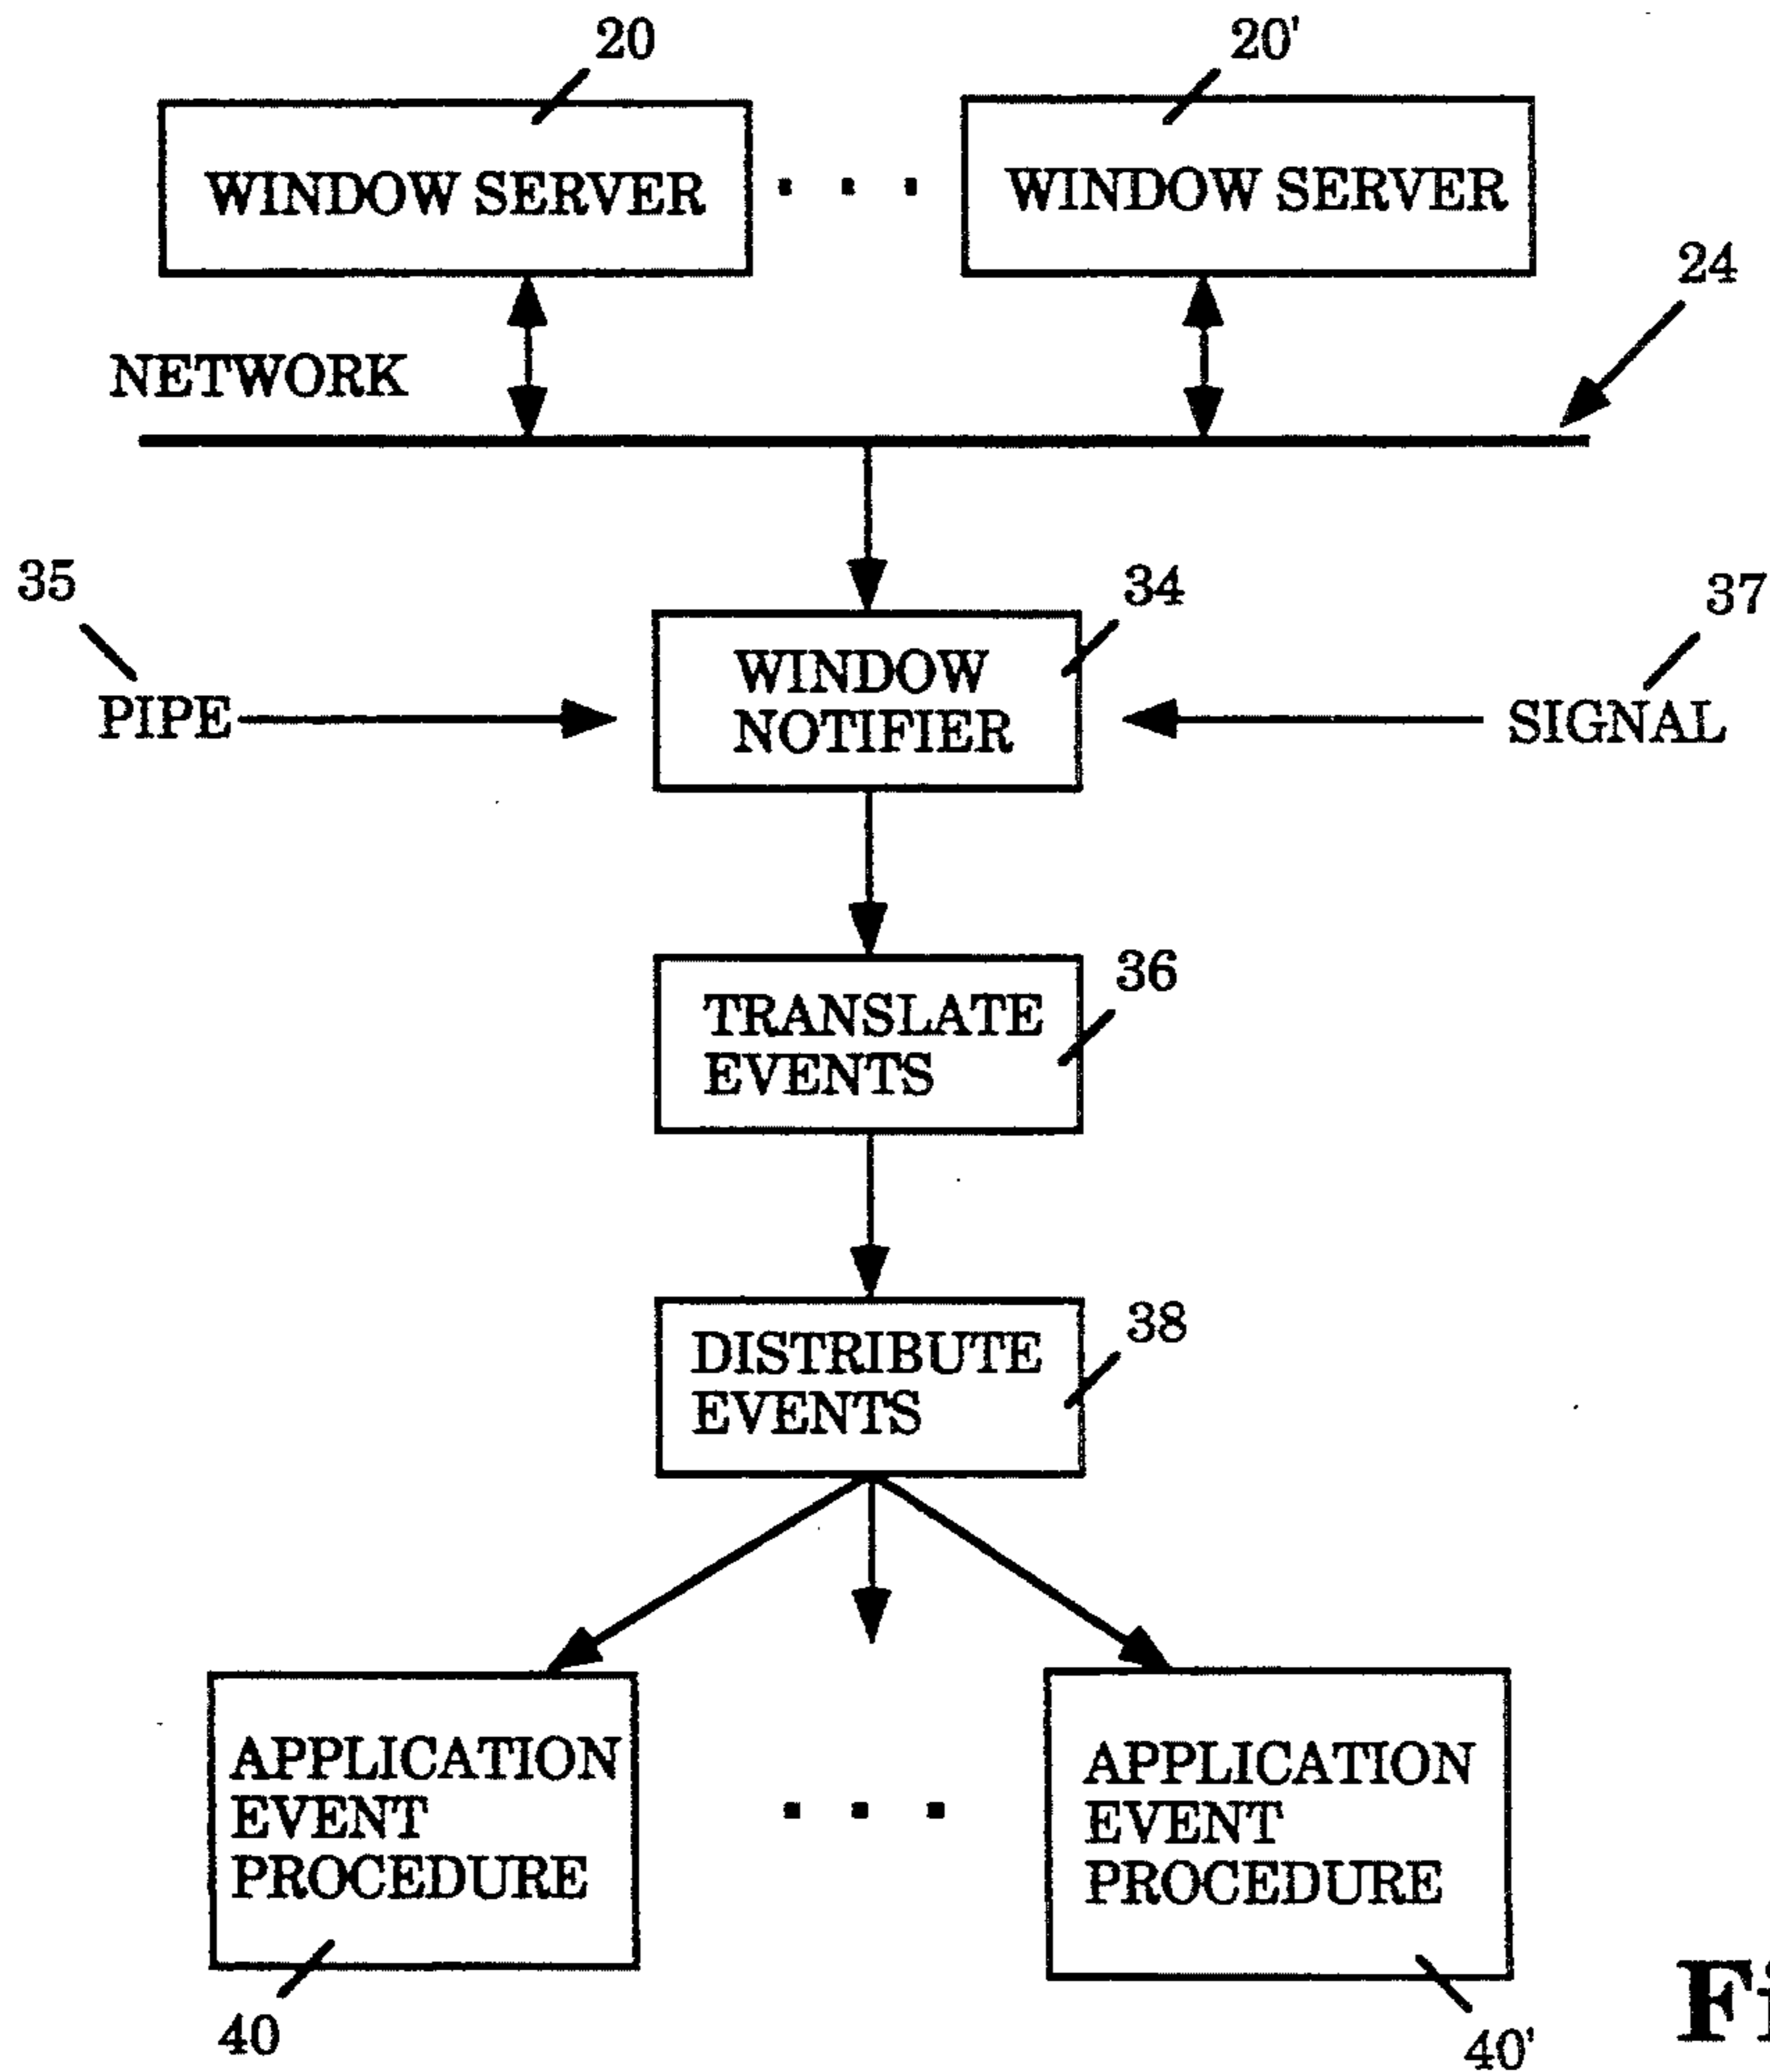 20
20'
WINDOW SERVER
WINDOW SERVER
24
NETWORK
35
34
37
WINDOW
NOTIFIER
PIPE
SIGNAL
36
TRANSLATE
EVENTS
38
DISTRIBUTE
EVENTS
APPLICATION
EVENT
PROCEDURE
APPLICATION
EVENT
PROCEDURE
40
40'